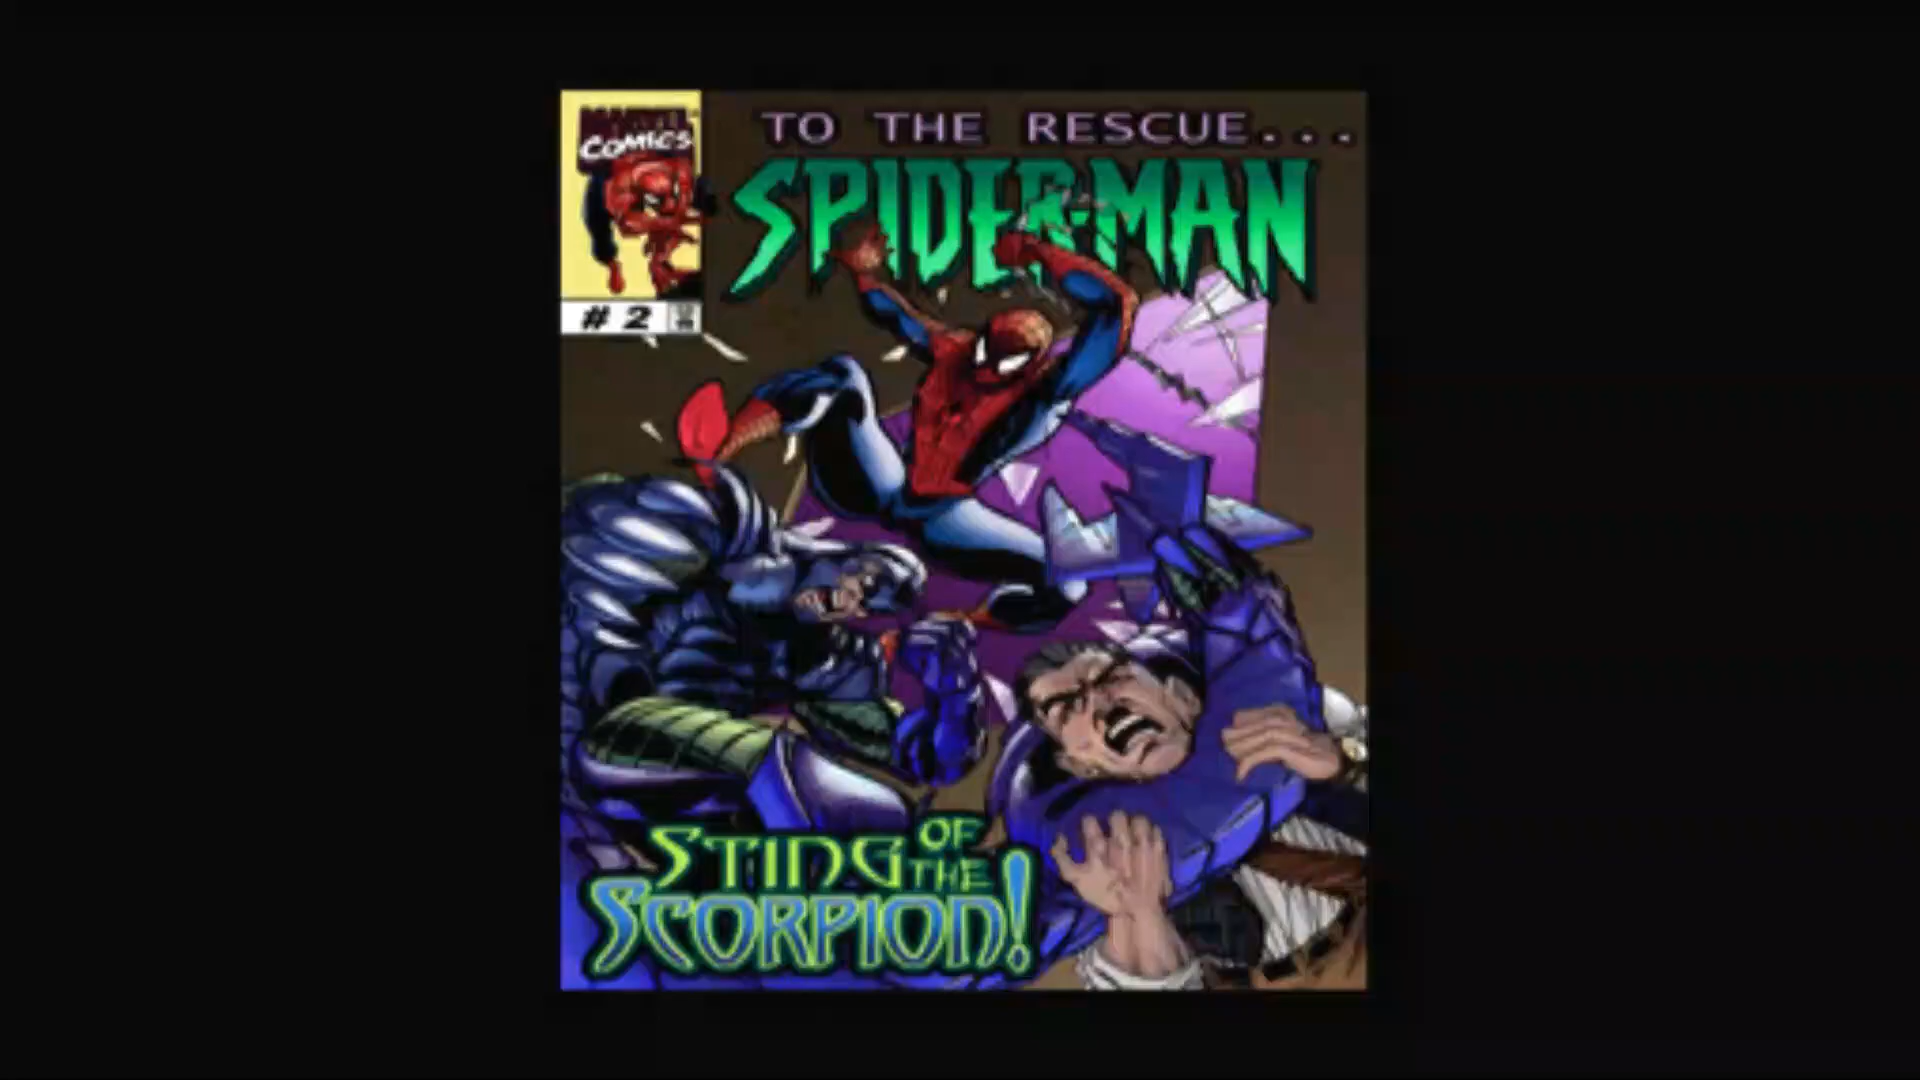 MARVEL
COMICS
# 2
TO THE RESCUE...
SPIDER-MAN
STING OF THE
SCORPION!